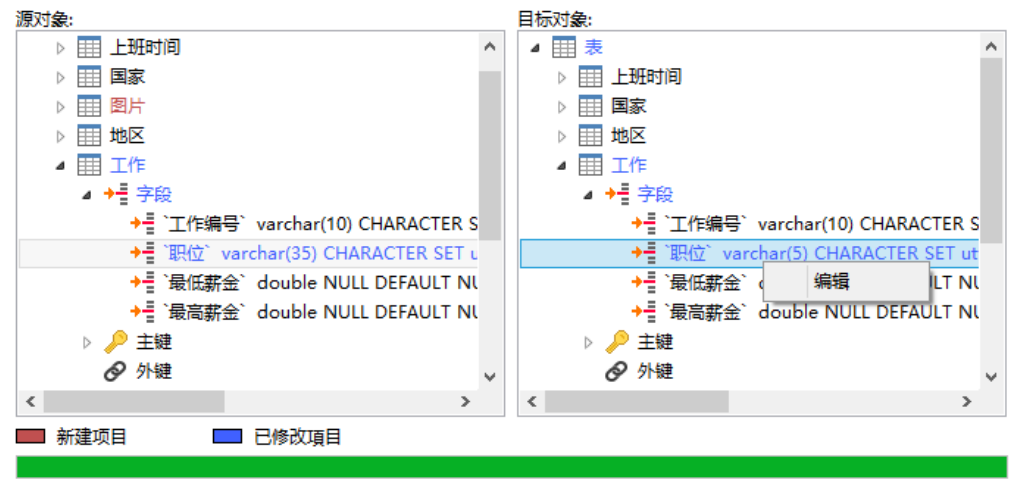 源对象:
上班时间
国家
图片
地区
工作
字段
`工作编号` varchar(10) CHARACTER S
`职位` varchar(35) CHARACTER SET u
`最低薪金` double NULL DEFAULT NU
`最高薪金` double NULL DEFAULT NU
主键
外键
目标对象:
表
上班时间
国家
地区
工作
字段
`工作编号` varchar(10) CHARACTER S
`职位` varchar(5) CHARACTER SET ut
`最低薪金` d
ULT NU
编辑
`最高薪金` double NULL DEFAULT NU
主键
外键
新建项目
已修改项目